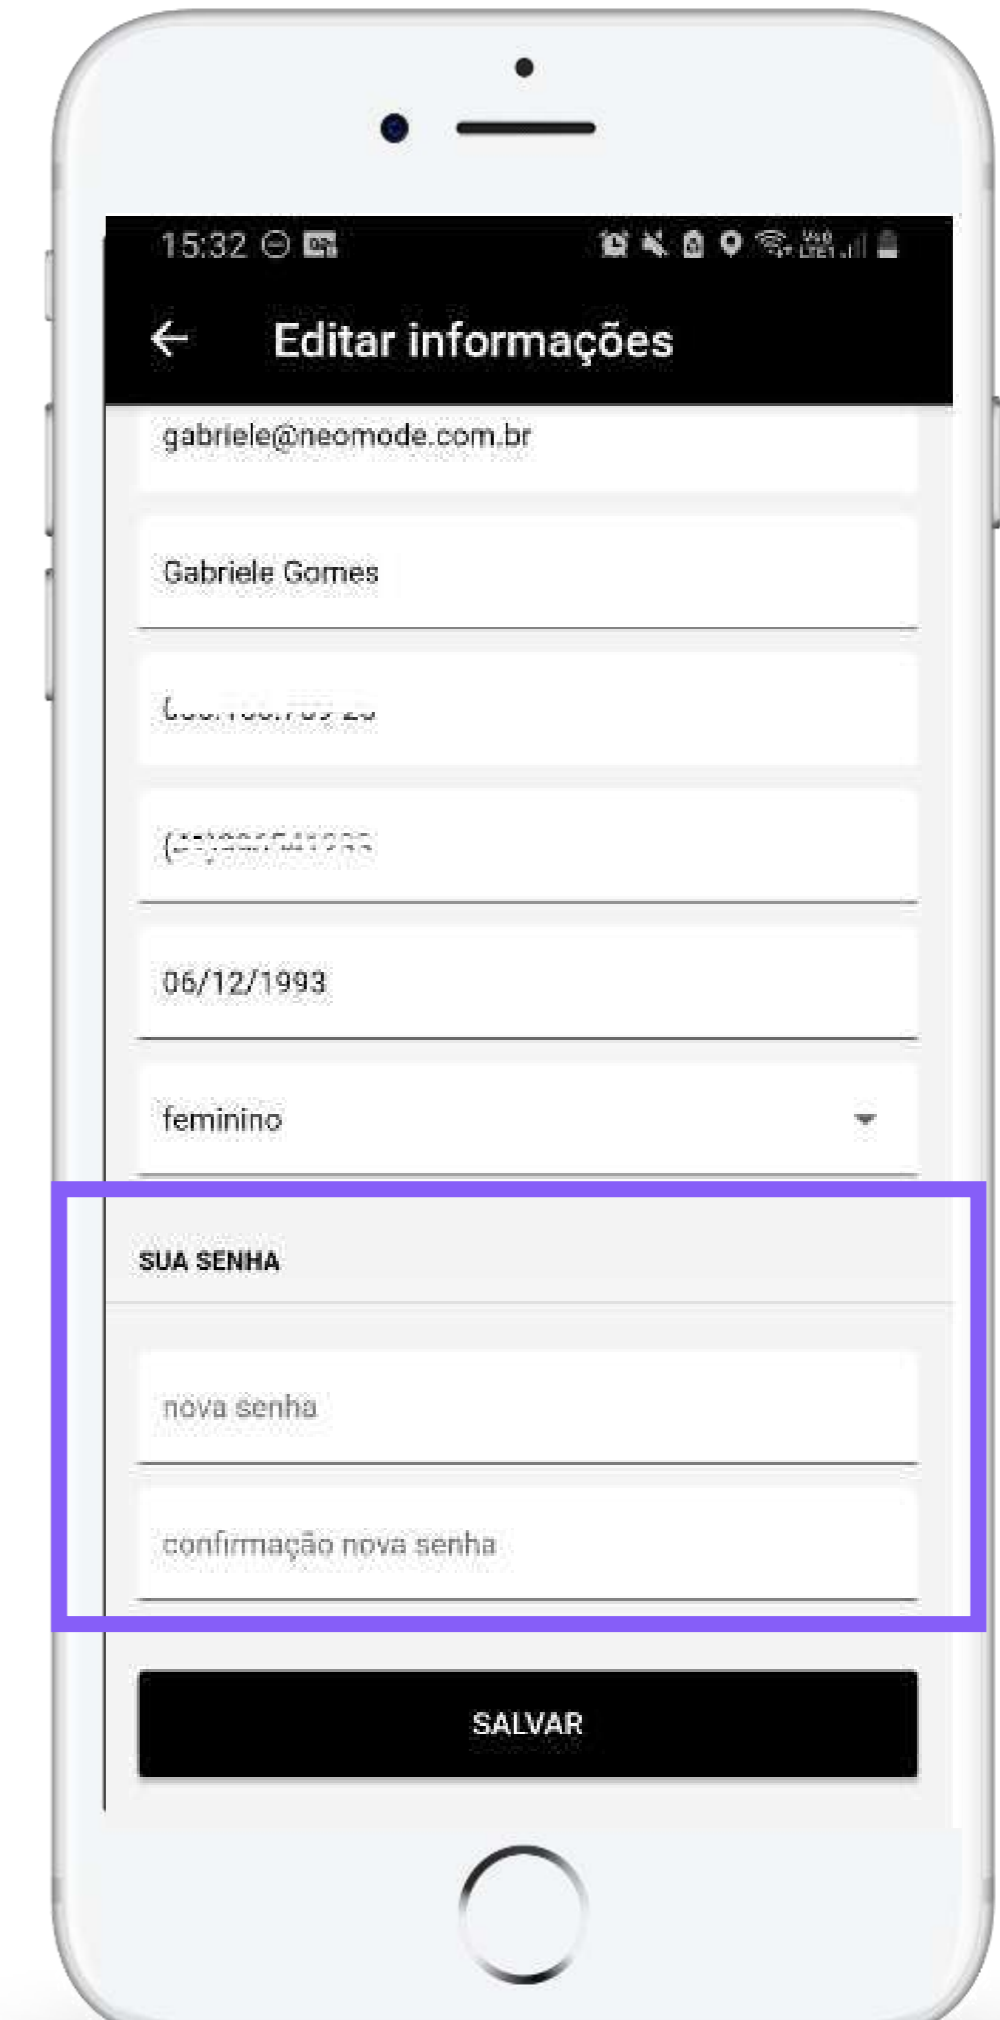 15:32
Editar informações
gabriele@neomode.com.br
Gabriele Gomes
06/12/1993
feminino
SUA SENHA
nova senha
confirmação nova senha
SALVAR